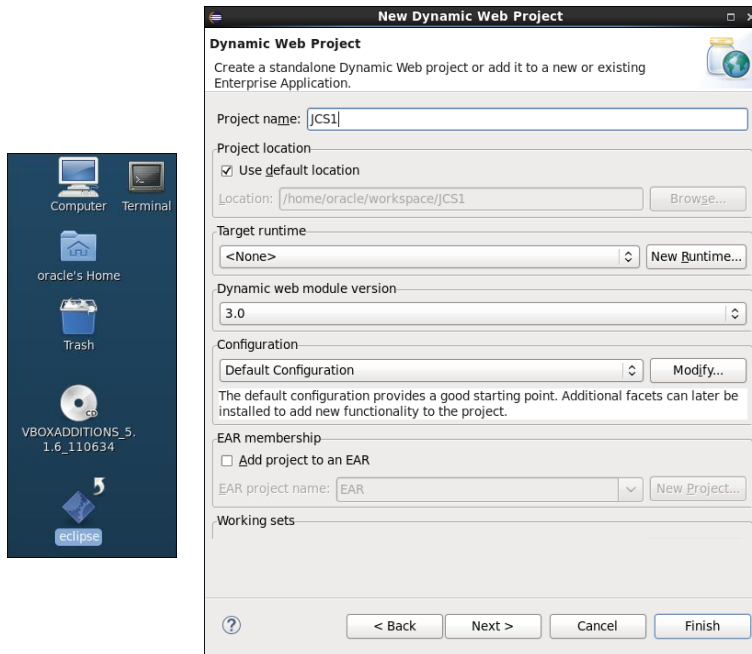 Computer
Terminal
oracle's Home
Trash
CD
VBOXADDITIONS_5.
1.6_110634
eclipse
New Dynamic Web Project
Dynamic Web Project
Create a standalone Dynamic Web project or add it to a new or existing
Enterprise Application.
Project name: JCS1
Project location
Use default location
Location: /home/oracle/workspace/JCS1 Browse...
Target runtime
<None> New Runtime...
Dynamic web module version
3.0
Configuration
Default Configuration Modify...
The default configuration provides a good starting point. Additional facets can later be
installed to add new functionality to the project.
EAR membership
Add project to an EAR
EAR project name: EAR New Project...
Working sets
? < Back Next > Cancel Finish